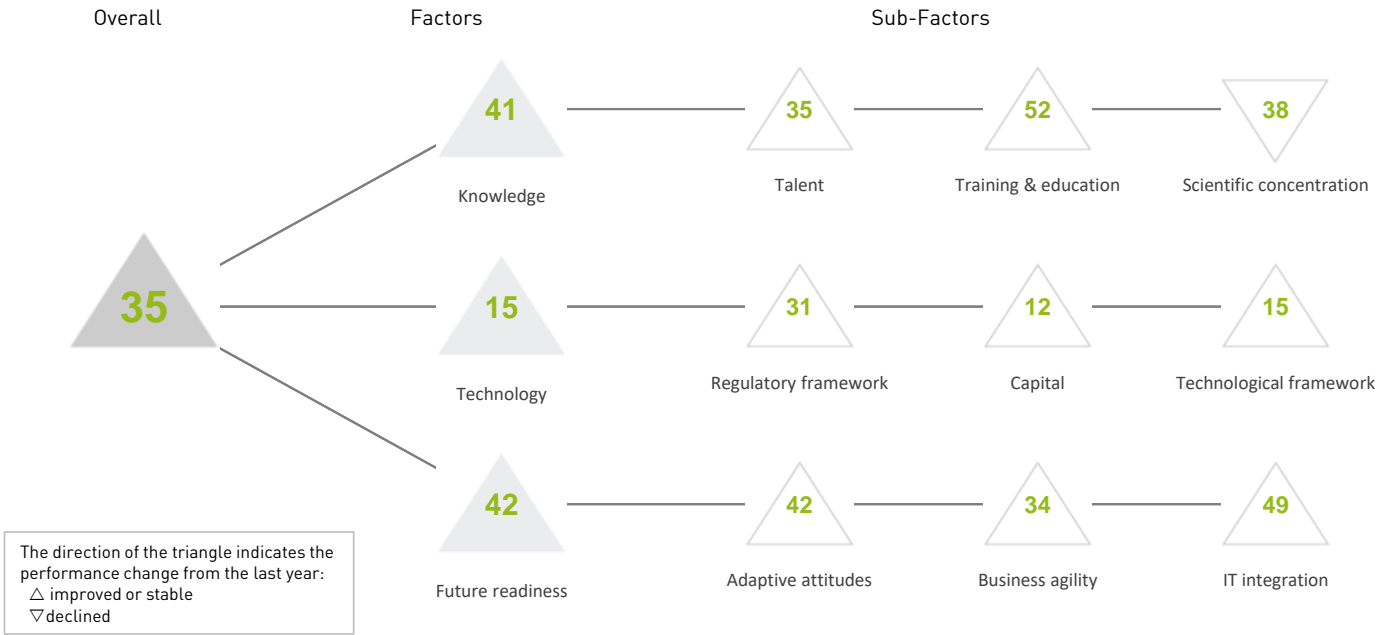 Overall Factors Sub-Factors
41 35 52 38
Knowledge Talent Training & education Scientific concentration
35 15 31 12 15
Technology Regulatory framework Capital Technological framework
42 42 34 49
Future readiness Adaptive attitudes Business agility IT integration
The direction of the triangle indicates the
performance change from the last year:
△ improved or stable
▽ declined